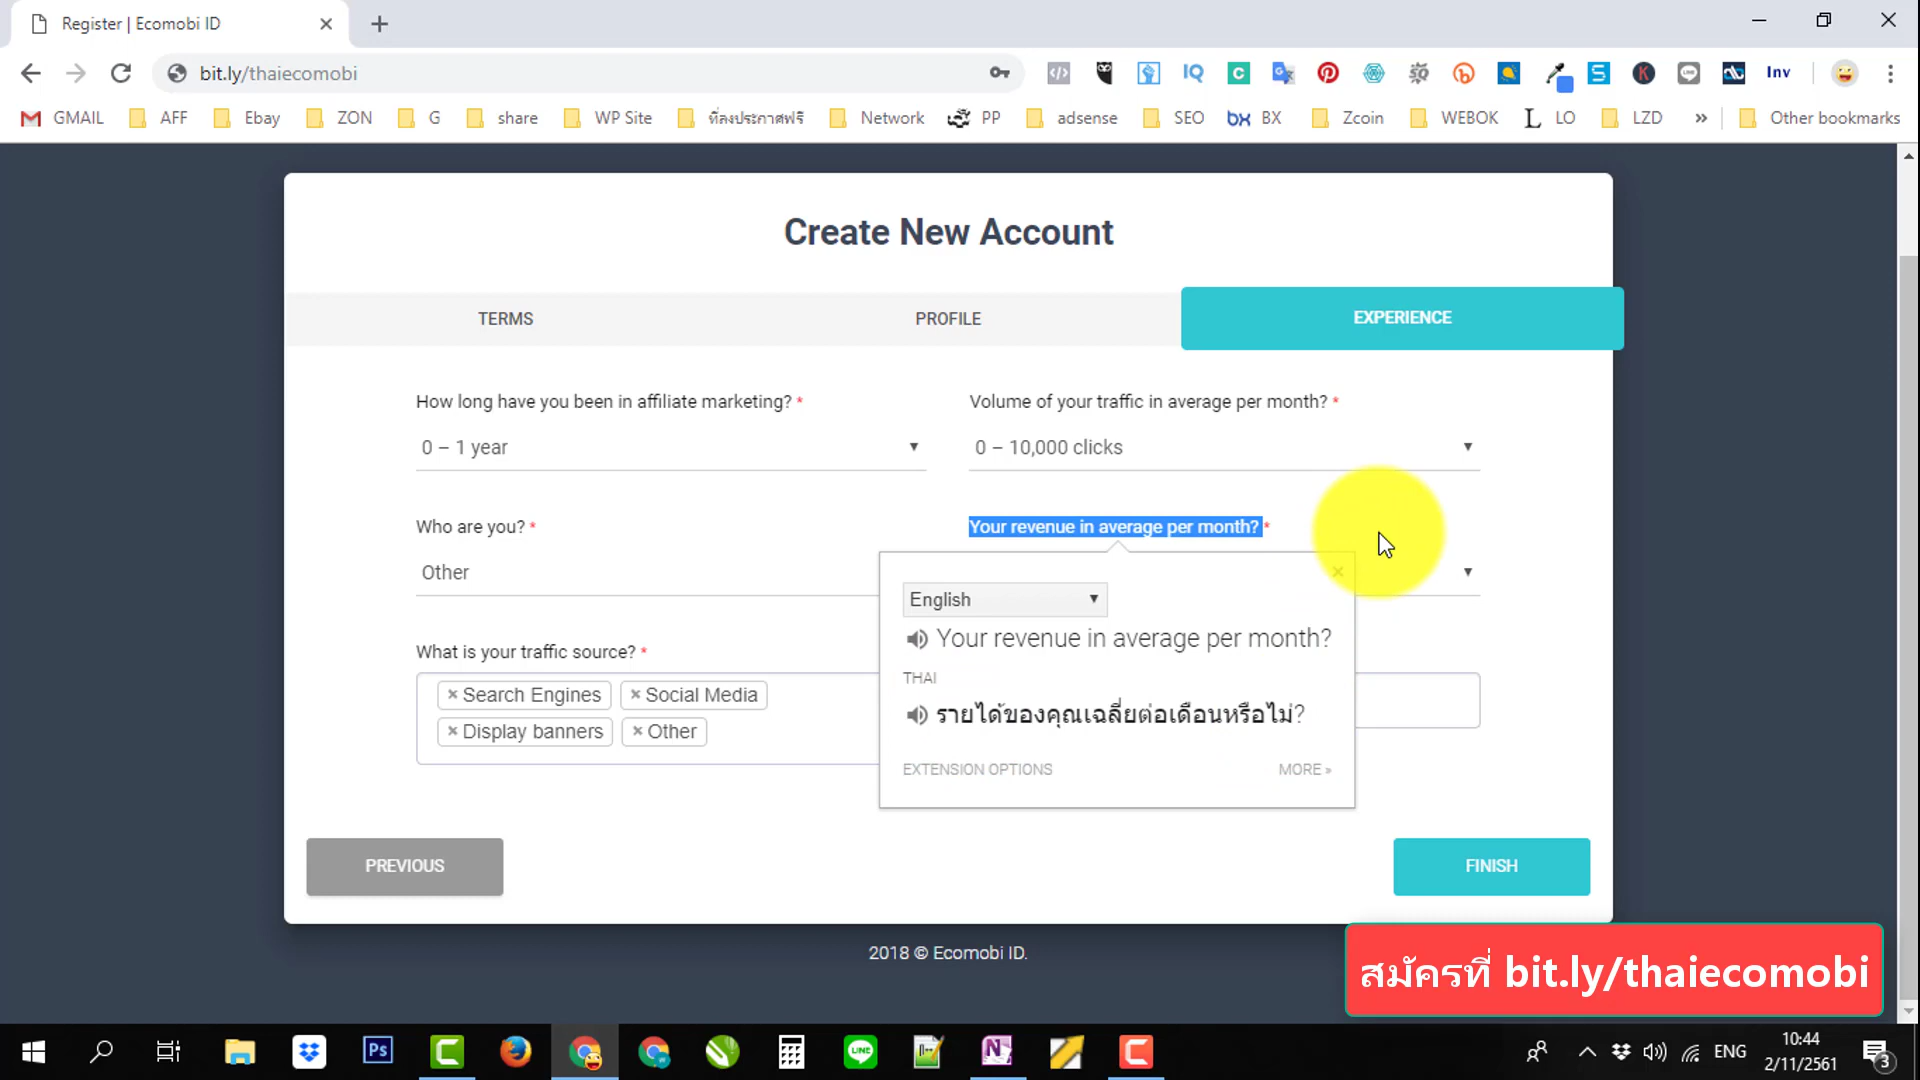 Register | Ecomobi ID
bit.ly/thaiecomobi
IQ
Inv
GMAIL AFF Ebay ZON G share WP Site ที่ลงประกาศฟรี Network PP adsense SEO bx BX Zcoin WEBOK L LO LZD » Other bookmarks
Create New Account
TERMS PROFILE EXPERIENCE
How long have you been in affiliate marketing? * Volume of your traffic in average per month? *
0 – 1 year 0 – 10,000 clicks
Who are you? * Your revenue in average per month? *
Other
English
Your revenue in average per month?
What is your traffic source? *
THAI
× Search Engines × Social Media
รายได้ของคุณเฉลี่ยต่อเดือนหรือไม่?
× Display banners × Other
EXTENSION OPTIONS MORE »
PREVIOUS FINISH
2018 © Ecomobi ID.
สมัครที่ bit.ly/thaiecomobi
Ps LINE N ENG
10:44
2/11/2561
3